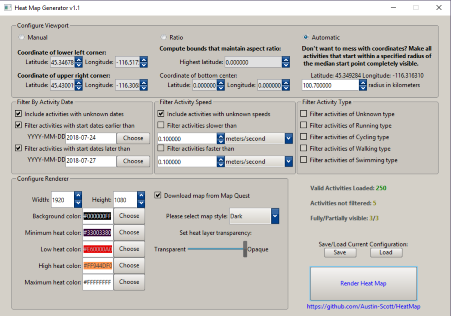 Heat Map Generator v1.1
Configure Viewport
Manual
Ratio
Automatic
Coordinate of lower left corner:
Latitude: 45.34678 Longitude: -116.517
Coordinate of upper right corner:
Latitude: 45.43001 Longitude: -116.306
Compute bounds that maintain aspect ratio:
Highest latitude: 0.000000
Coordinate of bottom center:
Latitude: 0.000000 Longitude: 0.000000
Don't want to mess with coordinates? Make all
activities that start within a specified radius of
the median start point completely visible.
Latitude: 45.349284 Longitude: -116.316310
100.700000 radius in kilometers
Filter By Activity Date
Include activities with unknown dates
Filter activities with start dates earlier than
YYYY-MM-DD 2018-07-24 Choose
Filter activities with start dates later than
YYYY-MM-DD 2018-07-27 Choose
Filter Activity Speed
Include activities with unknown speeds
Filter activities slower than
0.100000 meters/second
Filter activities faster than
0.100000 meters/second
Filter Activity Type
Filter activities of Unknown type
Filter activities of Running type
Filter activities of Cycling type
Filter activities of Walking type
Filter activities of Swimming type
Configure Renderer
Width: 1920 Height: 1080
Background color: #000000FF Choose
Minimum heat color: #33003380 Choose
Low heat color: Choose
High heat color: Choose
Maximum heat color: #FFFFFFFF Choose
Download map from Map Quest
Please select map style: Dark
Set heat layer transparency:
Transparent Opaque
Valid Activities Loaded: 250
Activities not filtered: 5
Fully/Partially visible: 3/3
Save/Load Current Configuration:
Save Load
Render Heat Map
https://github.com/Austin-Scott/HeatMap